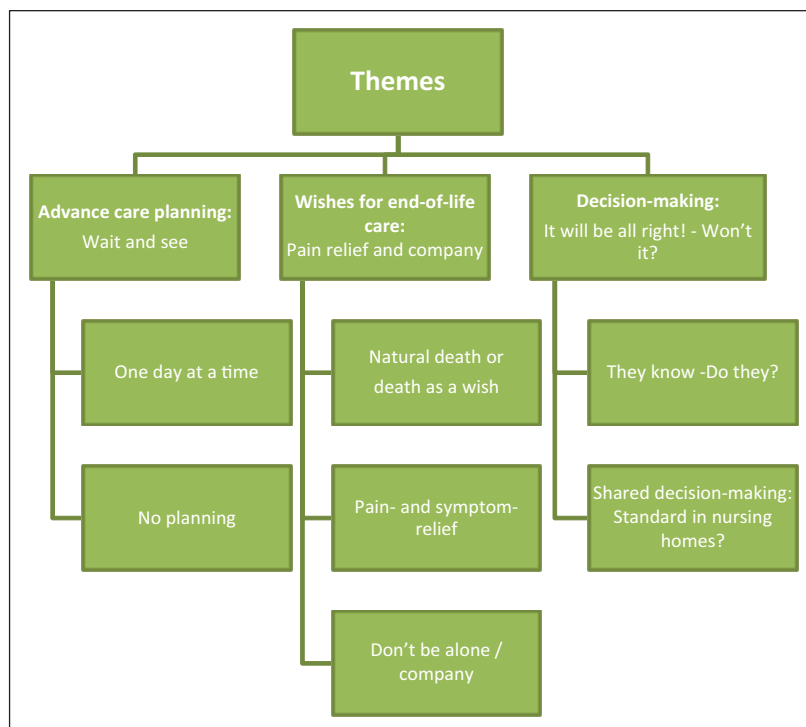 Themes
Advance care planning:
Wait and see
One day at a time
No planning
Wishes for end-of-life
care:
Pain relief and company
Natural death or
death as a wish
Pain- and symptom-
relief
Don't be alone /
company
Decision-making:
It will be all right! - Won't
it?
They know -Do they?
Shared decision-making:
Standard in nursing
homes?